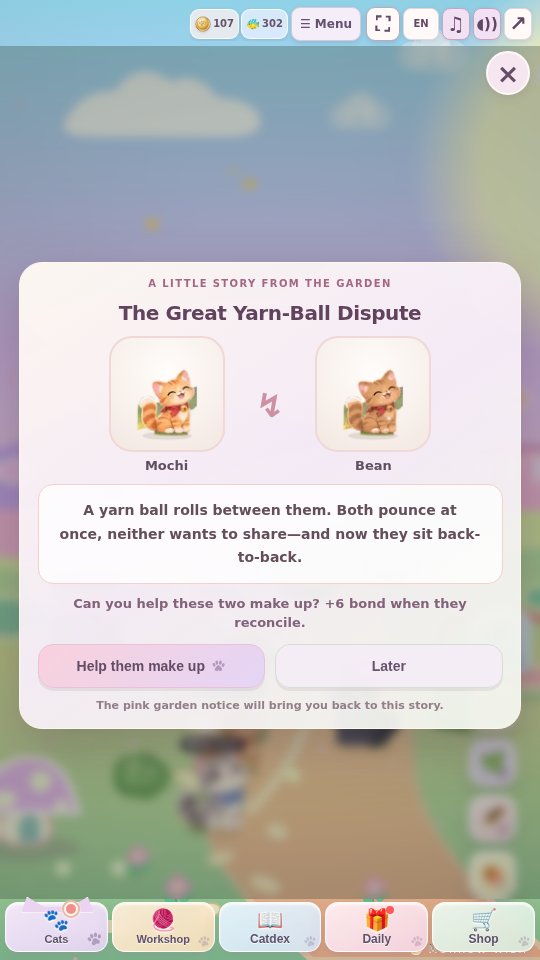 107
302
☰ Menu
EN
A LITTLE STORY FROM THE GARDEN
The Great Yarn-Ball Dispute
Mochi
Bean
A yarn ball rolls between them. Both pounce at
once, neither wants to share—and now they sit back-
to-back.
Can you help these two make up? +6 bond when they
reconcile.
Help them make up
Later
The pink garden notice will bring you back to this story.
Cats
Workshop
Catdex
Daily
Shop